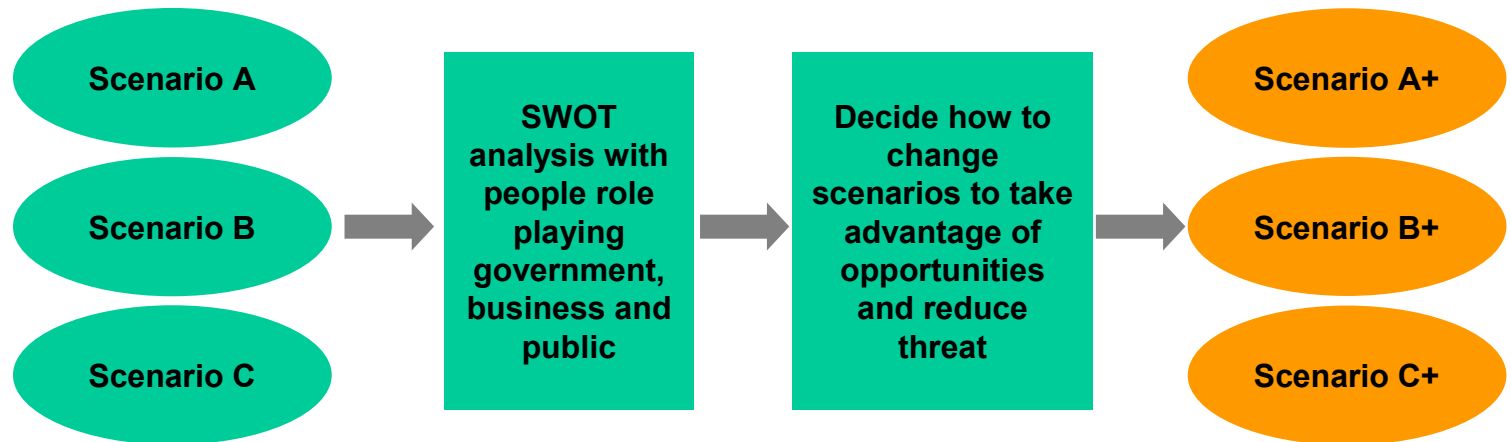 Scenario A
Scenario B
Scenario C
SWOT
analysis with
people role
playing
government,
business and
public
Decide how to
change
scenarios to take
advantage of
opportunities
and reduce
threat
Scenario A+
Scenario B+
Scenario C+